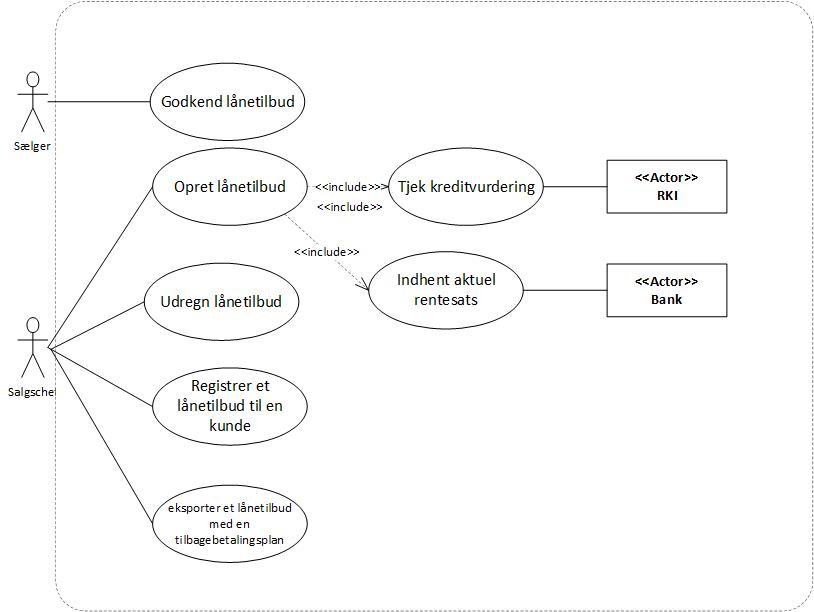 Godkend lånetilbud
Sælger
Opret lånetilbud
<<include>>>
<<include>>
Tjek kreditvurdering
<<Actor>>
RKI
<<include>>
Indhent aktuel
rentesats
<<Actor>>
Bank
Udregn lånetilbud
Salgschef
Registrer et
lånetilbud til en
kunde
eksporter et lånetilbud
med en
tilbagebetalingsplan